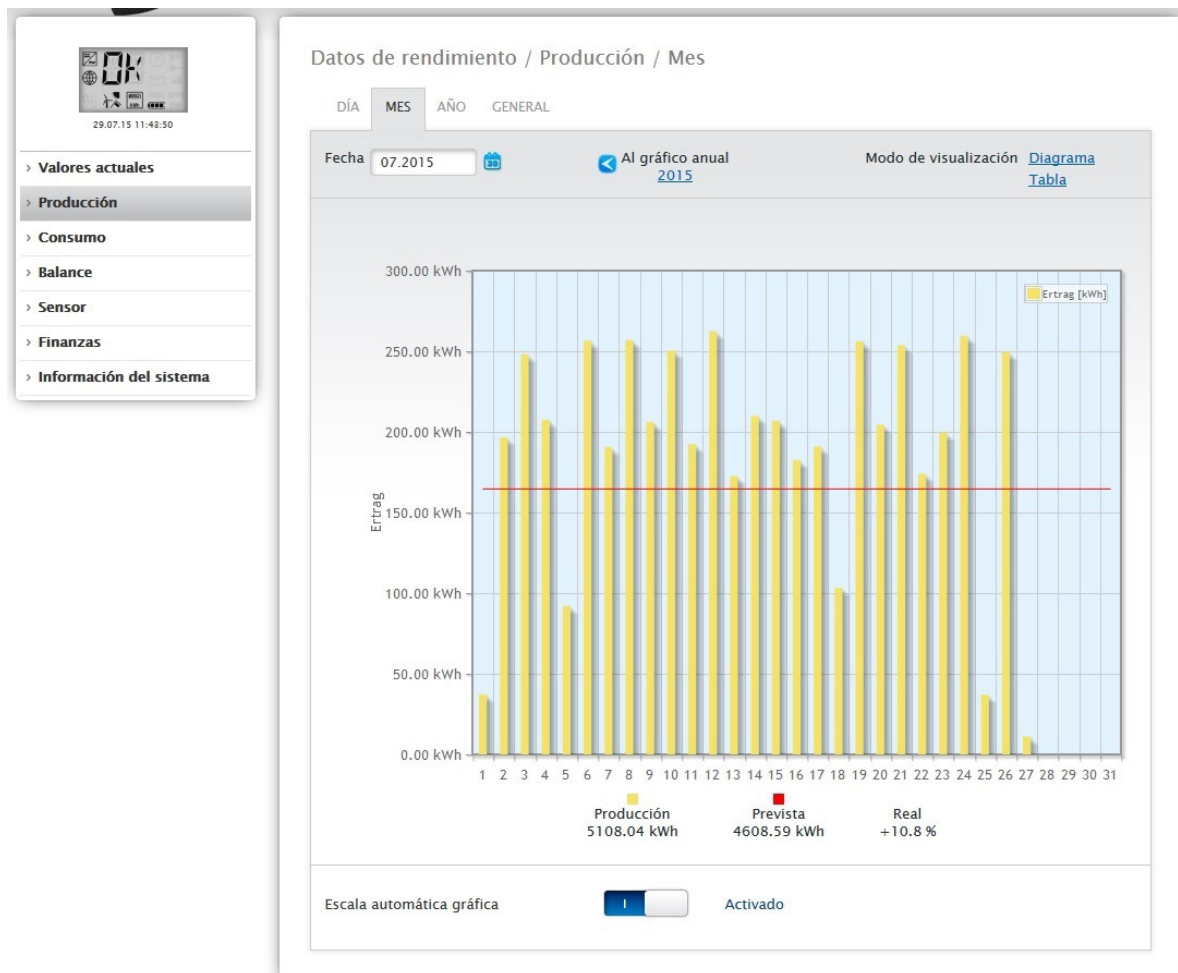 OK
29.07.15 11:43:50
Valores actuales
Producción
Consumo
Balance
Sensor
Finanzas
Información del sistema
Datos de rendimiento / Producción / Mes
DÍA MES AÑO GENERAL
Fecha 07.2015 30 Al gráfico anual Modo de visualización Diagrama
2015 Tabla
300.00 kWh
Ertrag [kWh]
250.00 kWh
200.00 kWh
Ertrag
150.00 kWh
100.00 kWh
50.00 kWh
0.00 kWh
1 2 3 4 5 6 7 8 9 10 11 12 13 14 15 16 17 18 19 20 21 22 23 24 25 26 27 28 29 30 31
Producción Prevista Real
5108.04 kWh 4608.59 kWh +10.8 %
Escala automática gráfica I Activado